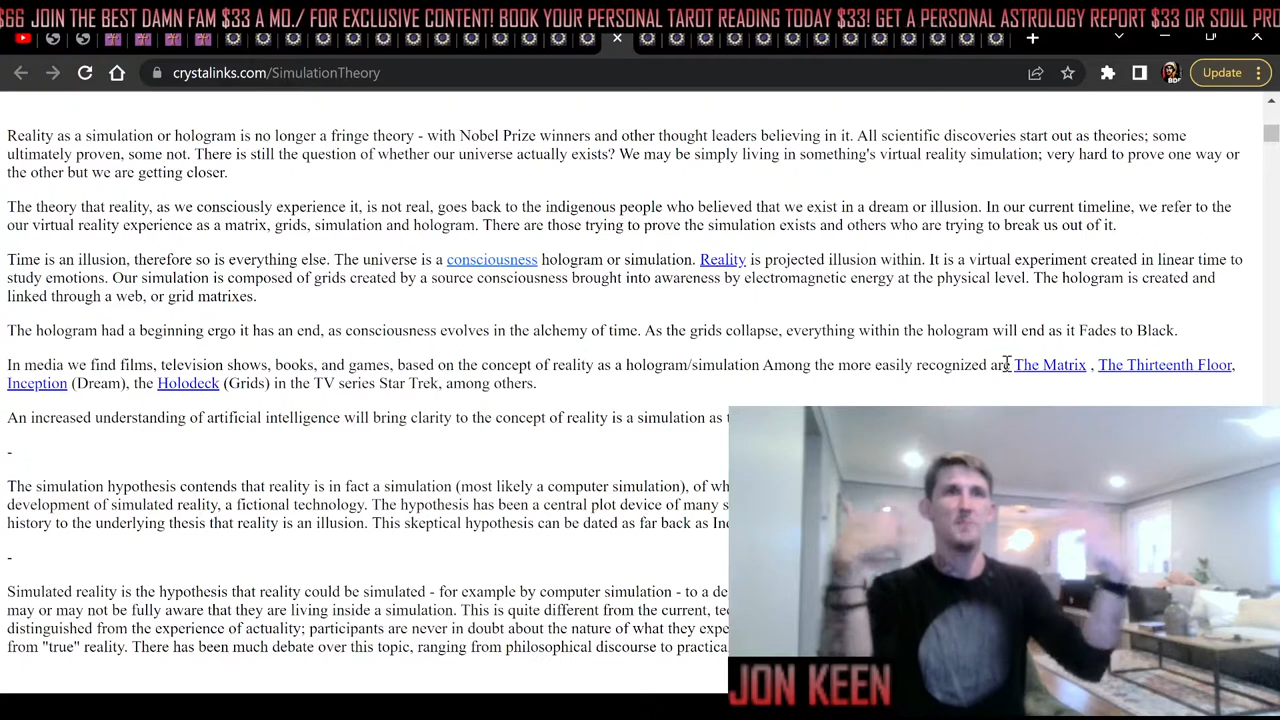 $66 JOIN THE BEST DAMN FAM $33 A MO./ FOR EXCLUSIVE CONTENT! BOOK YOUR PERSONAL TAROT READING TODAY $33! GET A PERSONAL ASTROLOGY REPORT $33 OR SOUL PR
crystalinks.com/SimulationTheory
BDF
Update
Reality as a simulation or hologram is no longer a fringe theory - with Nobel Prize winners and other thought leaders believing in it. All scientific discoveries start out as theories; some
ultimately proven, some not. There is still the question of whether our universe actually exists? We may be simply living in something's virtual reality simulation; very hard to prove one way or
the other but we are getting closer.
The theory that reality, as we consciously experience it, is not real, goes back to the indigenous people who believed that we exist in a dream or illusion. In our current timeline, we refer to the
our virtual reality experience as a matrix, grids, simulation and hologram. There are those trying to prove the simulation exists and others who are trying to break us out of it.
Time is an illusion, therefore so is everything else. The universe is a consciousness hologram or simulation. Reality is projected illusion within. It is a virtual experiment created in linear time to
study emotions. Our simulation is composed of grids created by a source consciousness brought into awareness by electromagnetic energy at the physical level. The hologram is created and
linked through a web, or grid matrixes.
The hologram had a beginning ergo it has an end, as consciousness evolves in the alchemy of time. As the grids collapse, everything within the hologram will end as it Fades to Black.
In media we find films, television shows, books, and games, based on the concept of reality as a hologram/simulation Among the more easily recognized are The Matrix , The Thirteenth Floor,
Inception (Dream), the Holodeck (Grids) in the TV series Star Trek, among others.
An increased understanding of artificial intelligence will bring clarity to the concept of reality is a simulation as
-
The simulation hypothesis contends that reality is in fact a simulation (most likely a computer simulation), of
development of simulated reality, a fictional technology. The hypothesis has been a central plot device of many
history to the underlying thesis that reality is an illusion. This skeptical hypothesis can be dated as far back as
-
Simulated reality is the hypothesis that reality could be simulated - for example by computer simulation - to a
may or may not be fully aware that they are living inside a simulation. This is quite different from the current,
distinguished from the experience of actuality; participants are never in doubt about the nature of what they
from "true" reality. There has been much debate over this topic, ranging from philosophical discourse to
JON KEEN